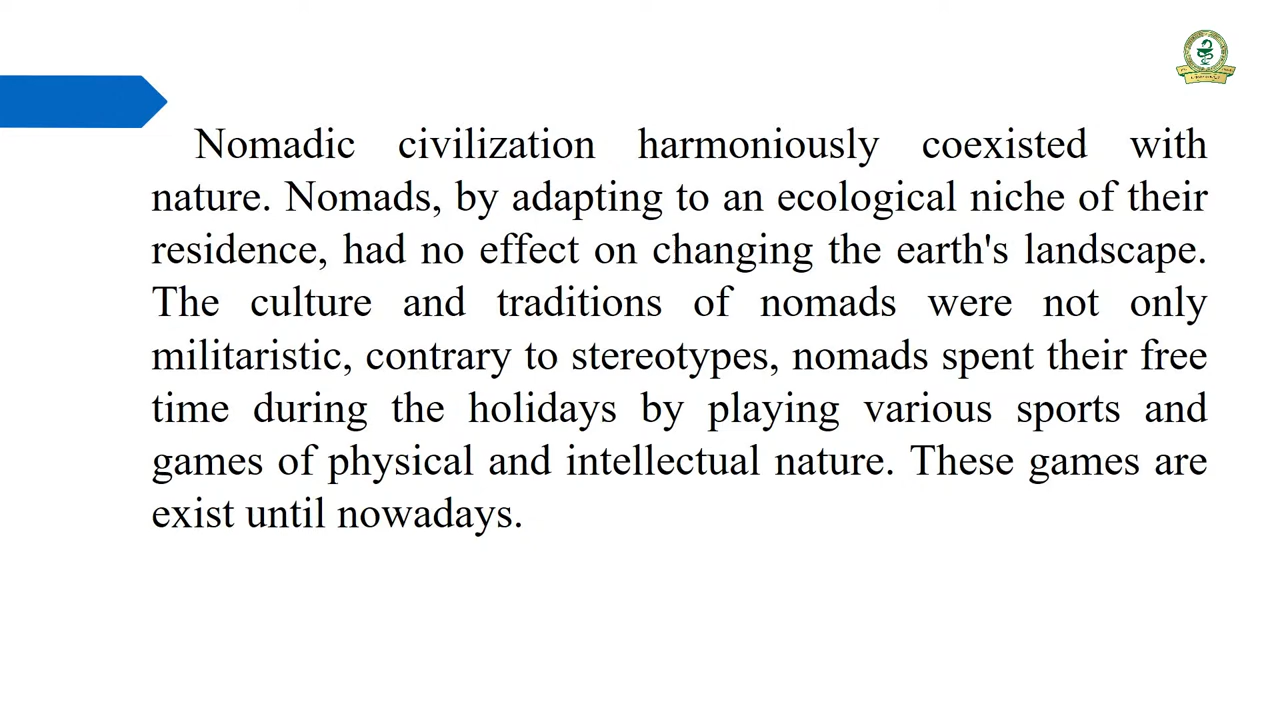 Nomadic civilization harmoniously coexisted with
nature. Nomads, by adapting to an ecological niche of their
residence, had no effect on changing the earth's landscape.
The culture and traditions of nomads were not only
militaristic, contrary to stereotypes, nomads spent their free
time during the holidays by playing various sports and
games of physical and intellectual nature. These games are
exist until nowadays.